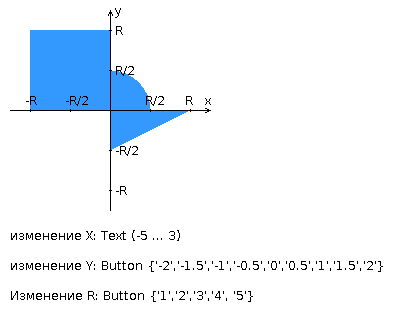 y
R
R/2
-R -R/2 R/2 R x
-R/2
-R
изменение X: Text (-5 ... 3)
изменение Y: Button {'-2','-1.5','-1','-0.5','0','0.5','1','1.5','2'}
Изменение R: Button {'1','2','3','4', '5'}